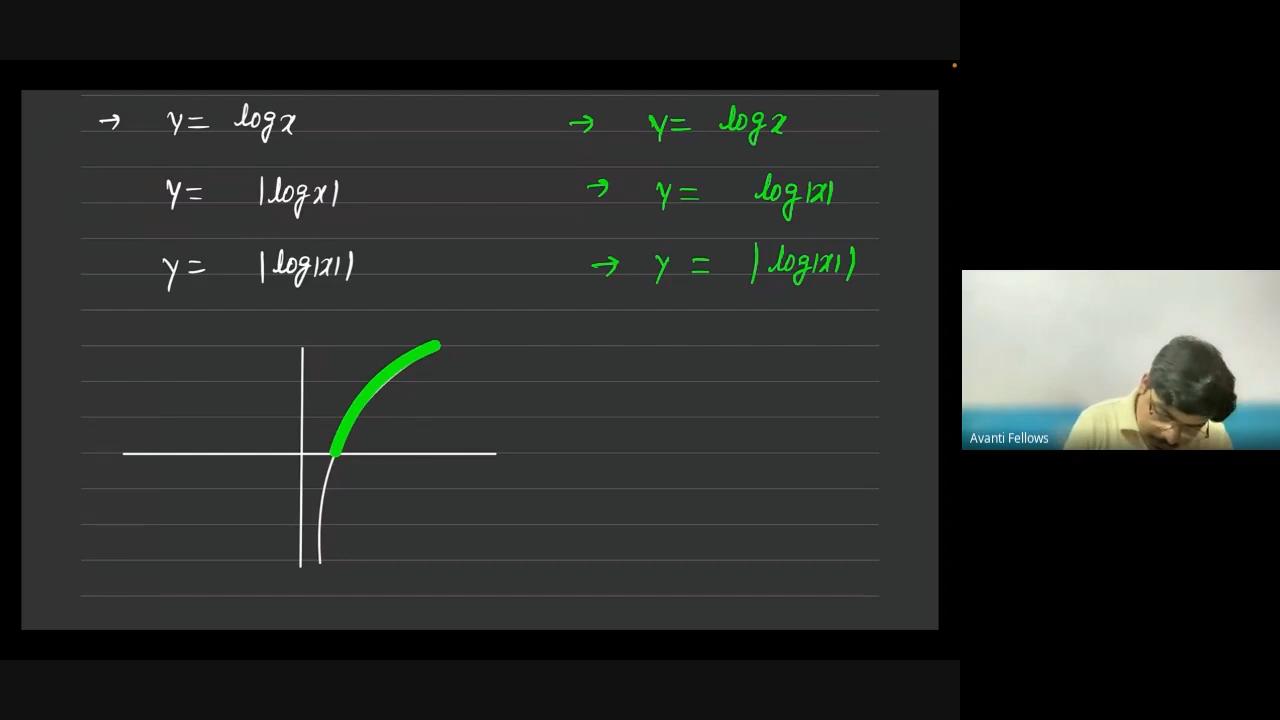 → y = log x
y = |log x|
y = |log|x||
→ y = log x
→ y = log|x|
→ y = |log|x||
Avanti Fellows